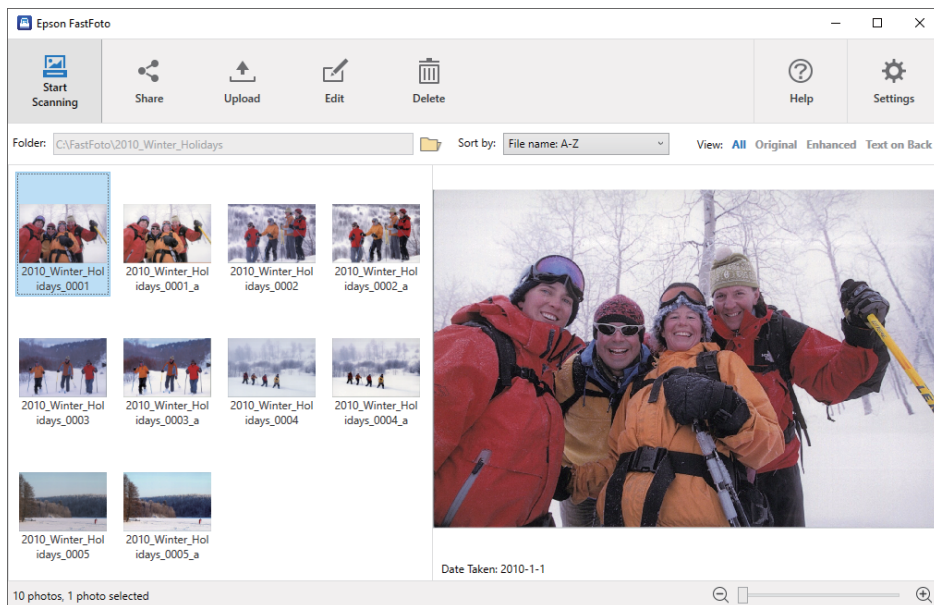 Epson FastFoto
Start
Scanning
Share
Upload
Edit
Delete
Help
Settings
Folder: C:\FastFoto\2010_Winter_Holidays Sort by: File name: A-Z View: All Original Enhanced Text on Back
2010_Winter_Hol
idays_0001
2010_Winter_Hol
idays_0001_a
2010_Winter_Hol
idays_0002
2010_Winter_Hol
idays_0002_a
2010_Winter_Hol
idays_0003
2010_Winter_Hol
idays_0003_a
2010_Winter_Hol
idays_0004
2010_Winter_Hol
idays_0004_a
2010_Winter_Hol
idays_0005
2010_Winter_Hol
idays_0005_a
Date Taken: 2010-1-1
10 photos, 1 photo selected